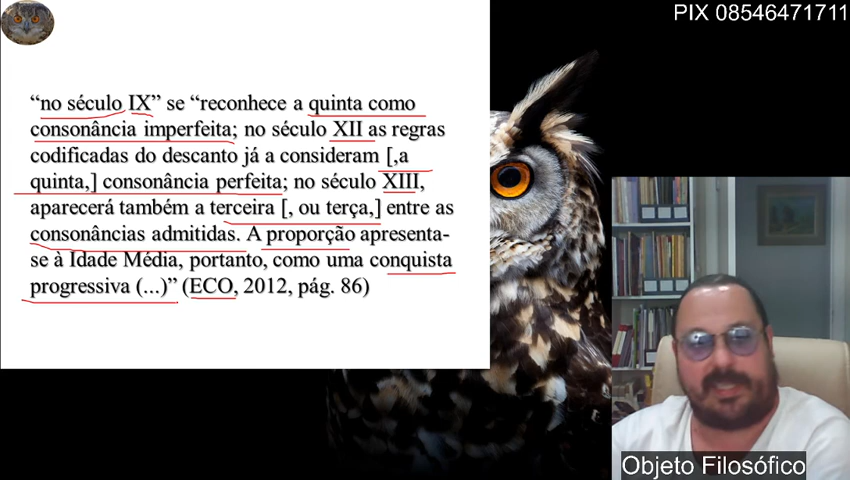 PIX 08546471711
“no século IX” se “reconhece a quinta como
consonância imperfeita; no século XII as regras
codificadas do descanto já a consideram [,a
quinta,] consonância perfeita; no século XIII,
aparecerá também a terceira [, ou terça,] entre as
consonâncias admitidas. A proporção apresenta-
se à Idade Média, portanto, como uma conquista
progressiva (...)” (ECO, 2012, pág. 86)
Objeto Filosófico